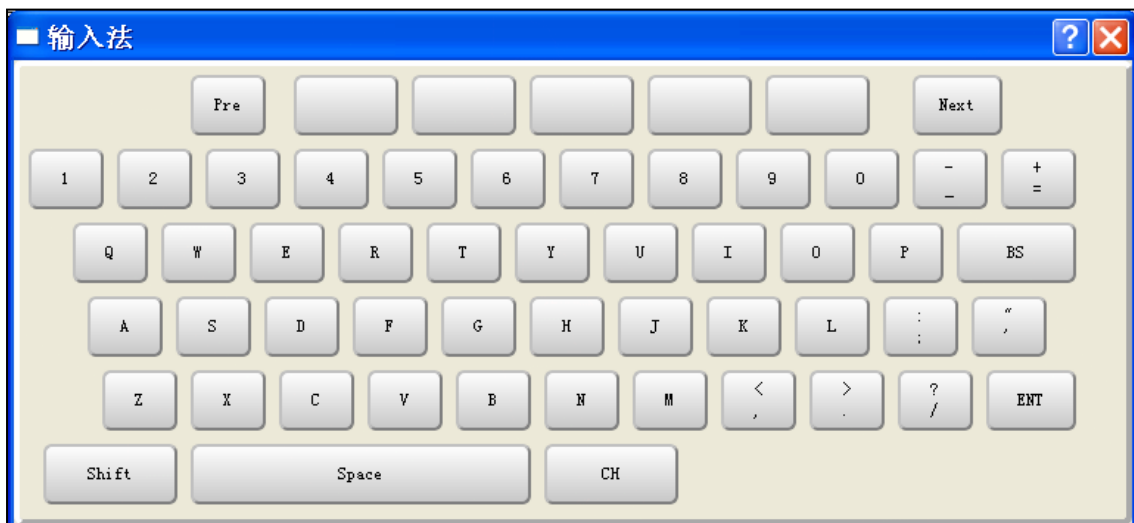 输入法
Pre Next
1 2 3 4 5 6 7 8 9 0 - _ + =
Q W E R T Y U I O P BS
A S D F G H J K L : ; " '
Z X C V B N M < , > . ? / ENT
Shift Space CH